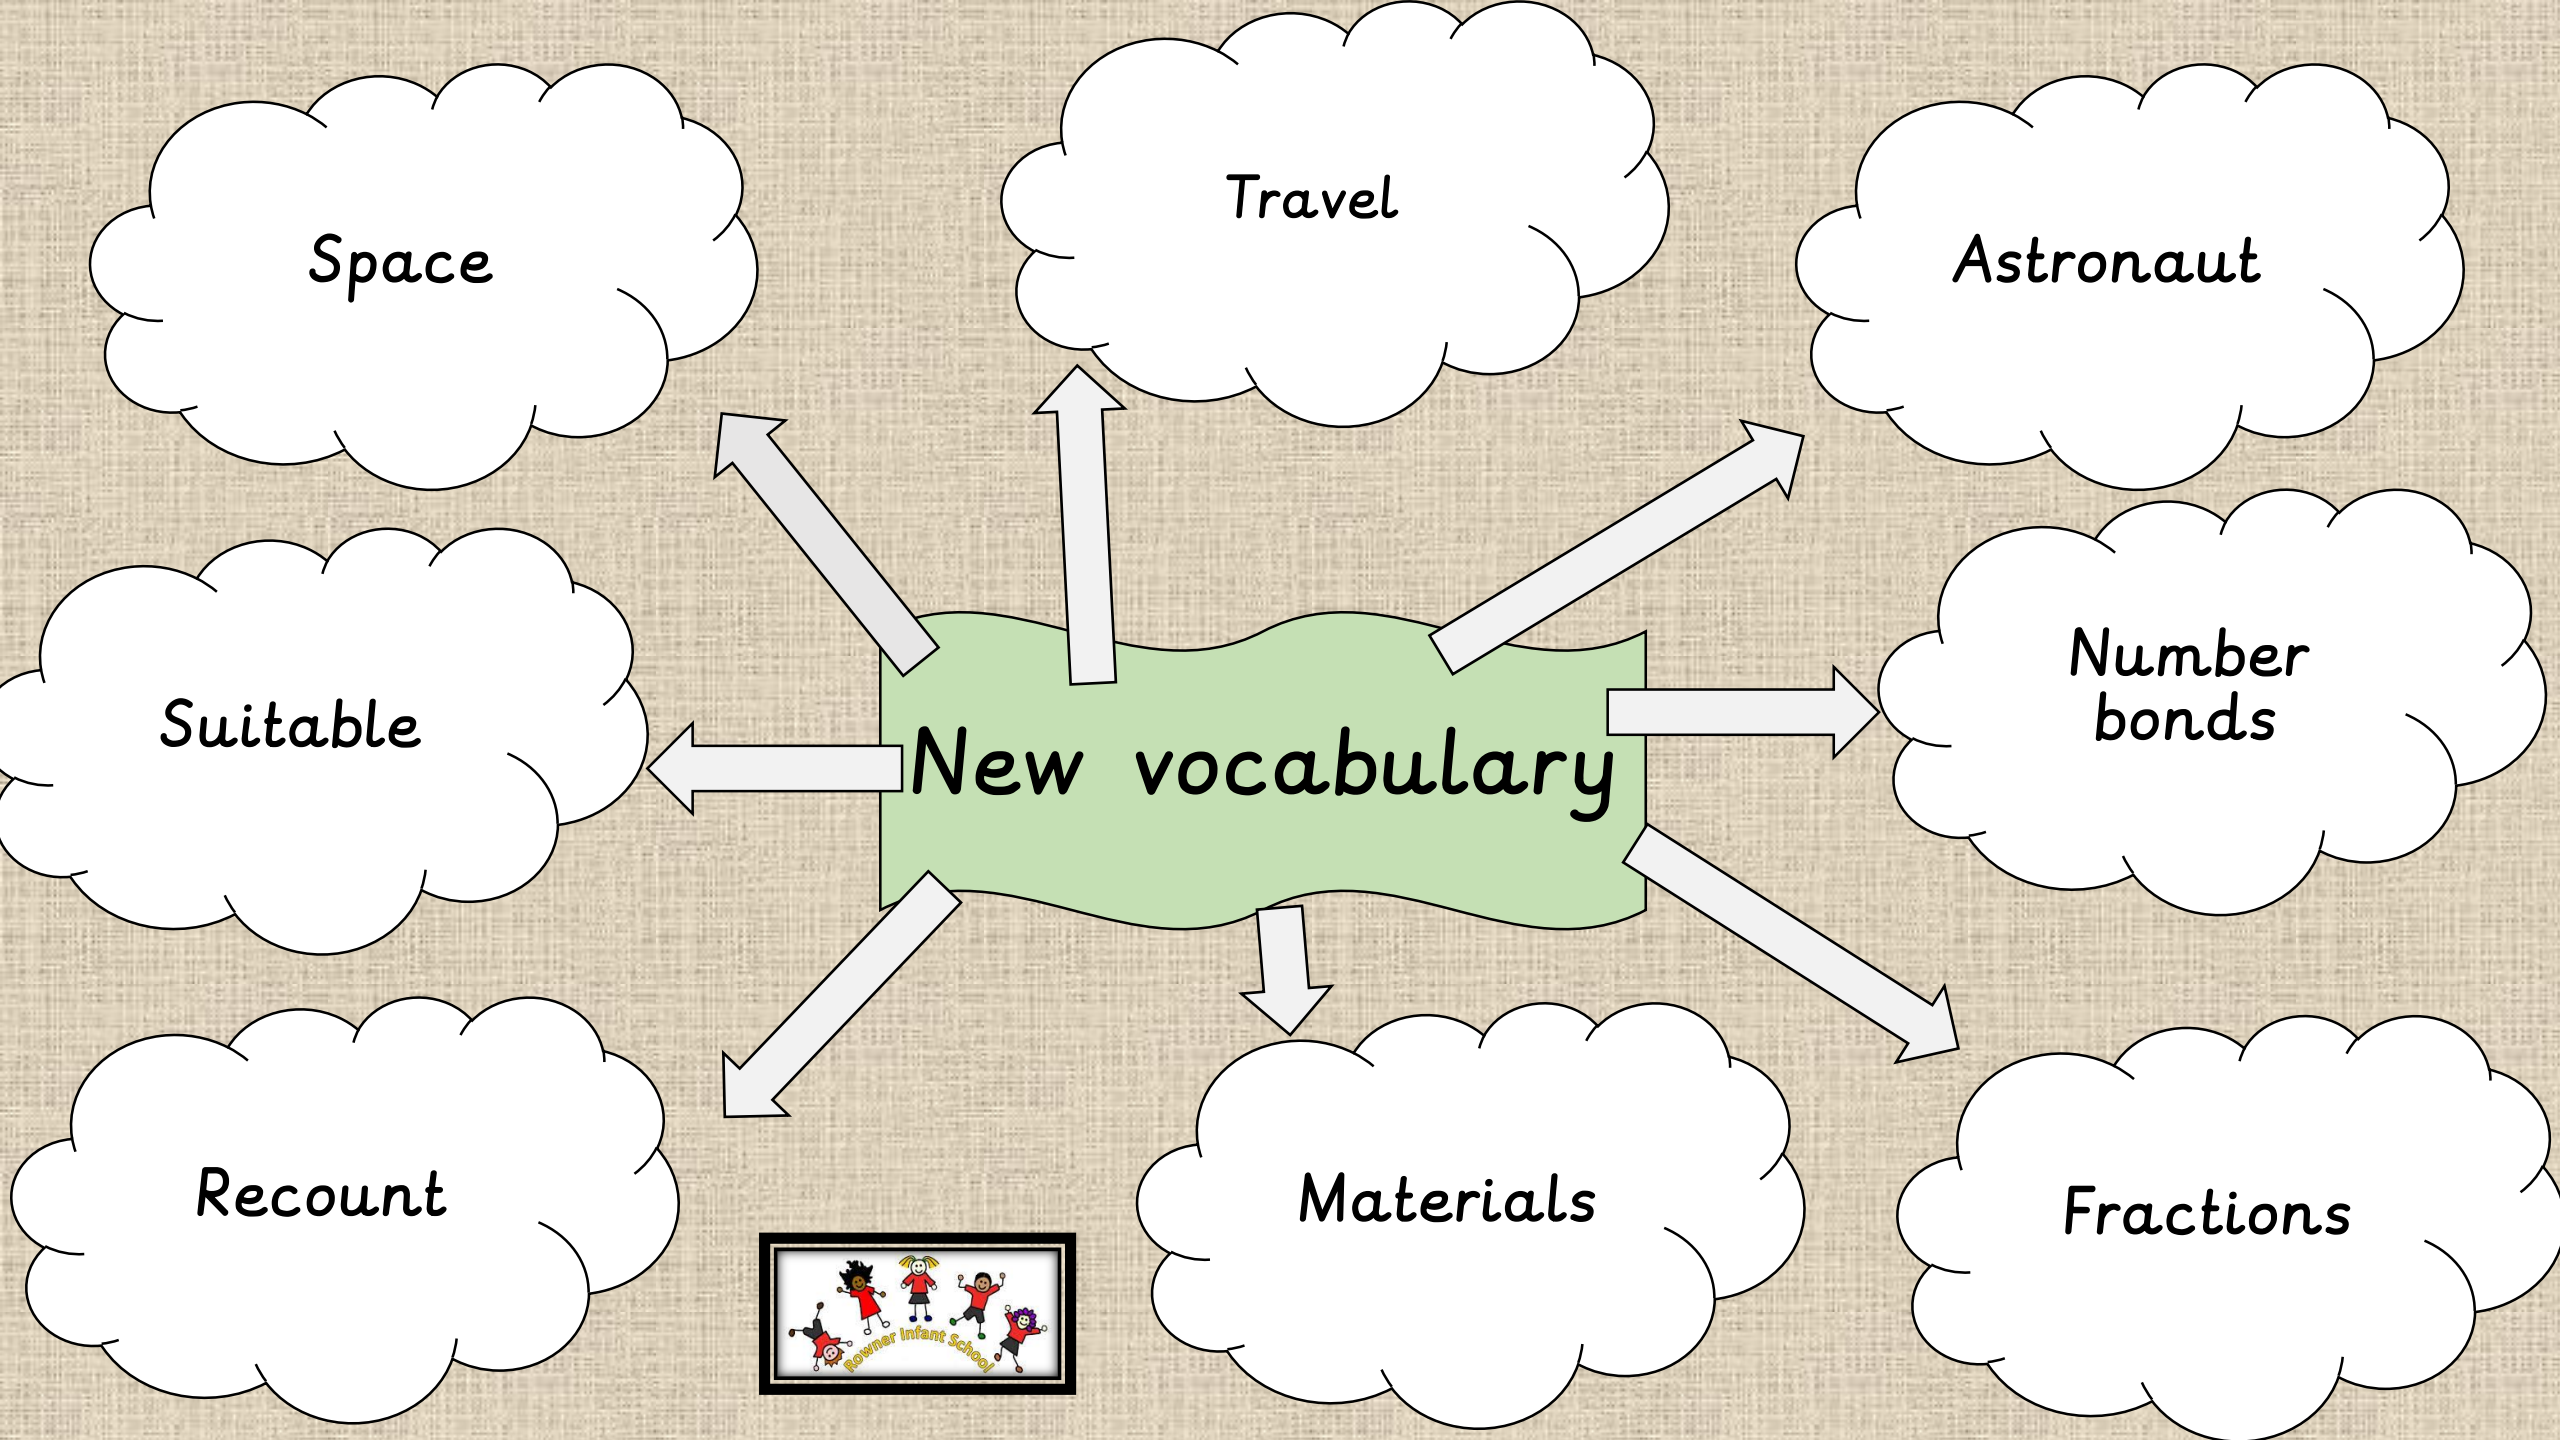 Space
Travel
Astronaut
Suitable
New vocabulary
Number
bonds
Recount
Materials
Fractions
Rowner Infant School